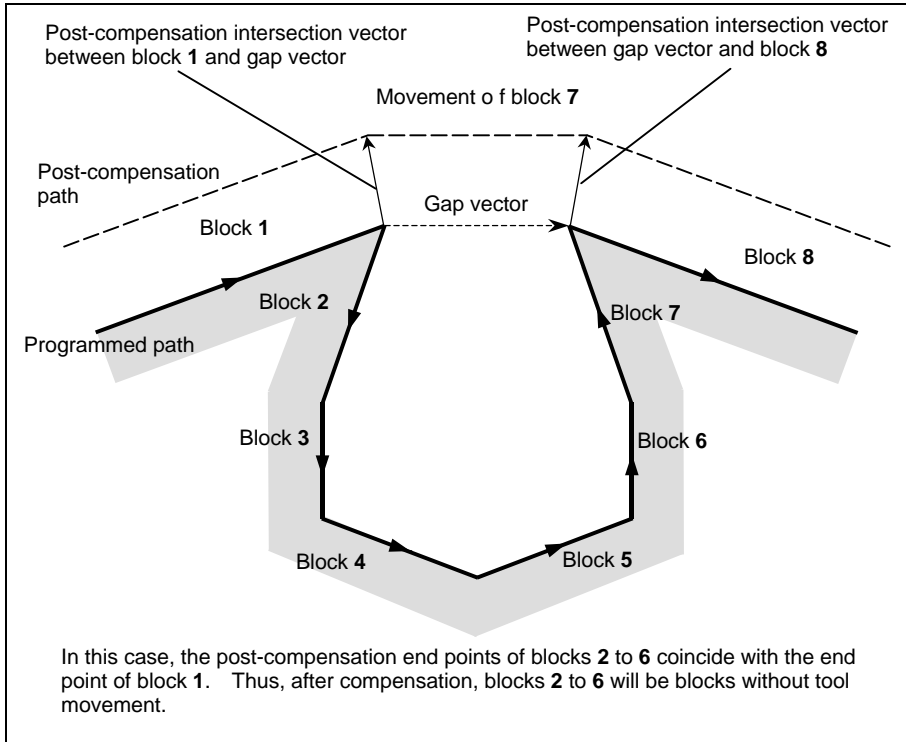 Post-compensation intersection vector
between block 1 and gap vector
Post-compensation intersection vector
between gap vector and block 8
Movement o f block 7
Post-compensation
path
Gap vector
Block 1
Block 8
Block 2
Block 7
Programmed path
Block 3
Block 6
Block 4
Block 5
In this case, the post-compensation end points of blocks 2 to 6 coincide with the end
point of block 1. Thus, after compensation, blocks 2 to 6 will be blocks without tool
movement.